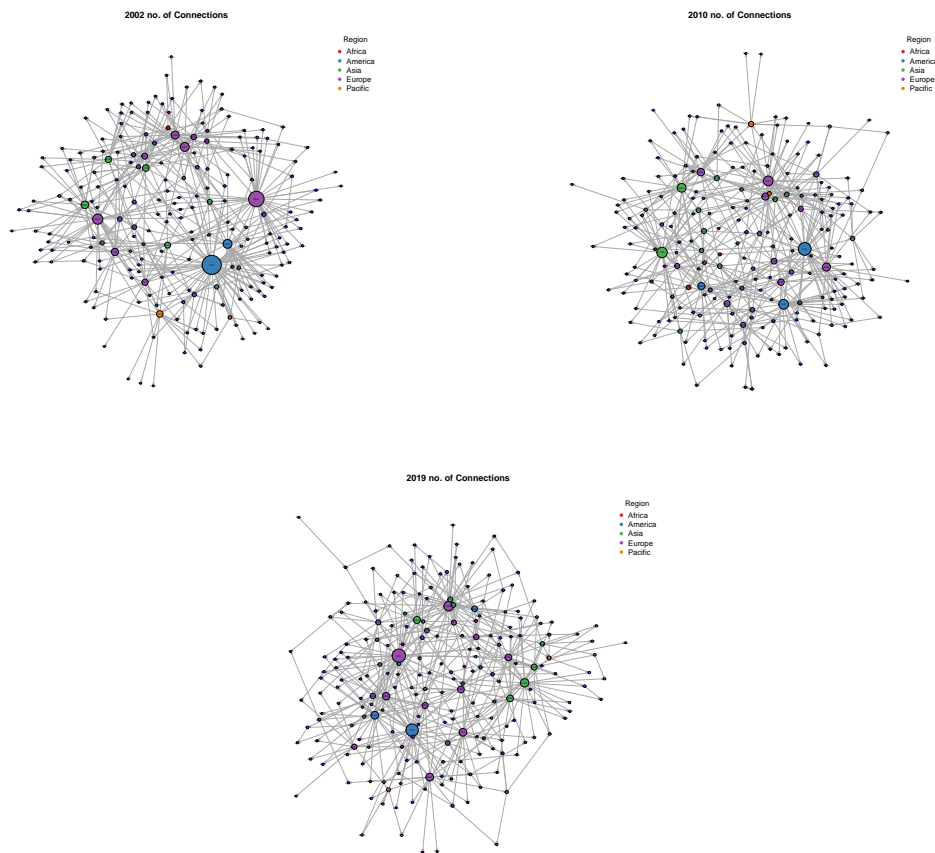 2002 no. of Connections
Region
Africa
America
Asia
Europe
Pacific
2010 no. of Connections
Region
Africa
America
Asia
Europe
Pacific
2019 no. of Connections
Region
Africa
America
Asia
Europe
Pacific